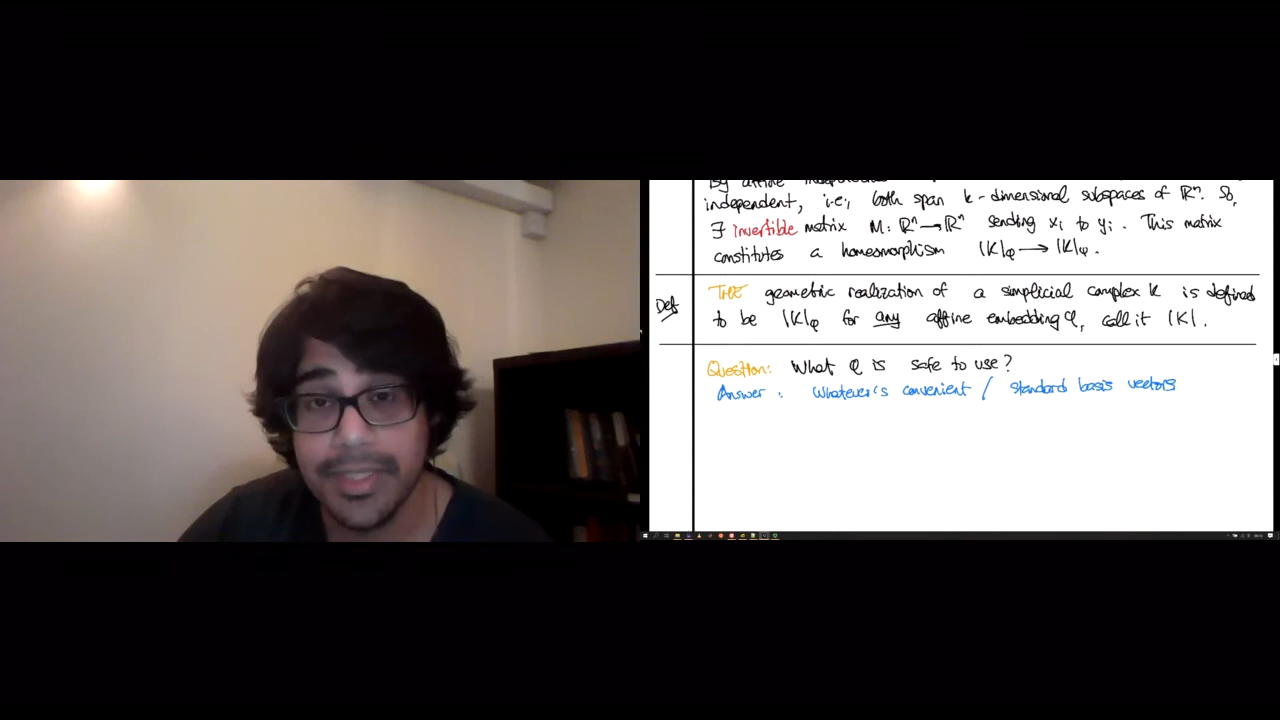 By affine
independent, i.e., both span k-dimensional subspaces of ℝⁿ. So,
∃ invertible matrix M: ℝⁿ → ℝⁿ sending xᵢ to yᵢ. This matrix
constitutes a homeomorphism |K|φ → |K|ψ.
Def
THE geometric realization of a simplicial complex K is defined
to be |K|φ for any affine embedding φ, call it |K|.
Question: What φ is safe to use?
Answer: Whatever's convenient / standard basis vectors